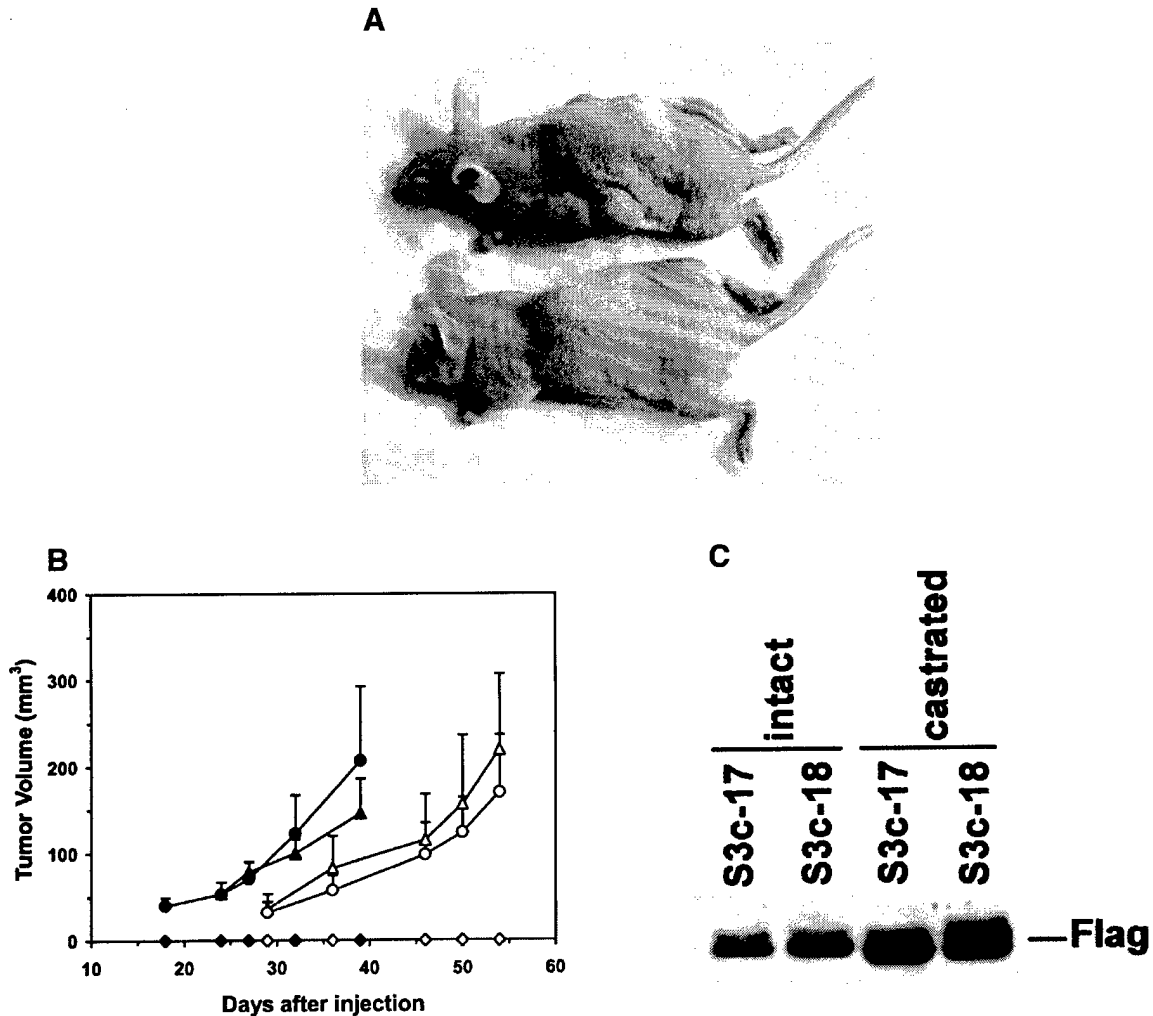 A
B
400
300
200
100
0
Tumor Volume (mm³)
10 20 30 40 50 60
Days after injection
C
intact castrated
S3c-17 S3c-18 S3c-17 S3c-18
Flag